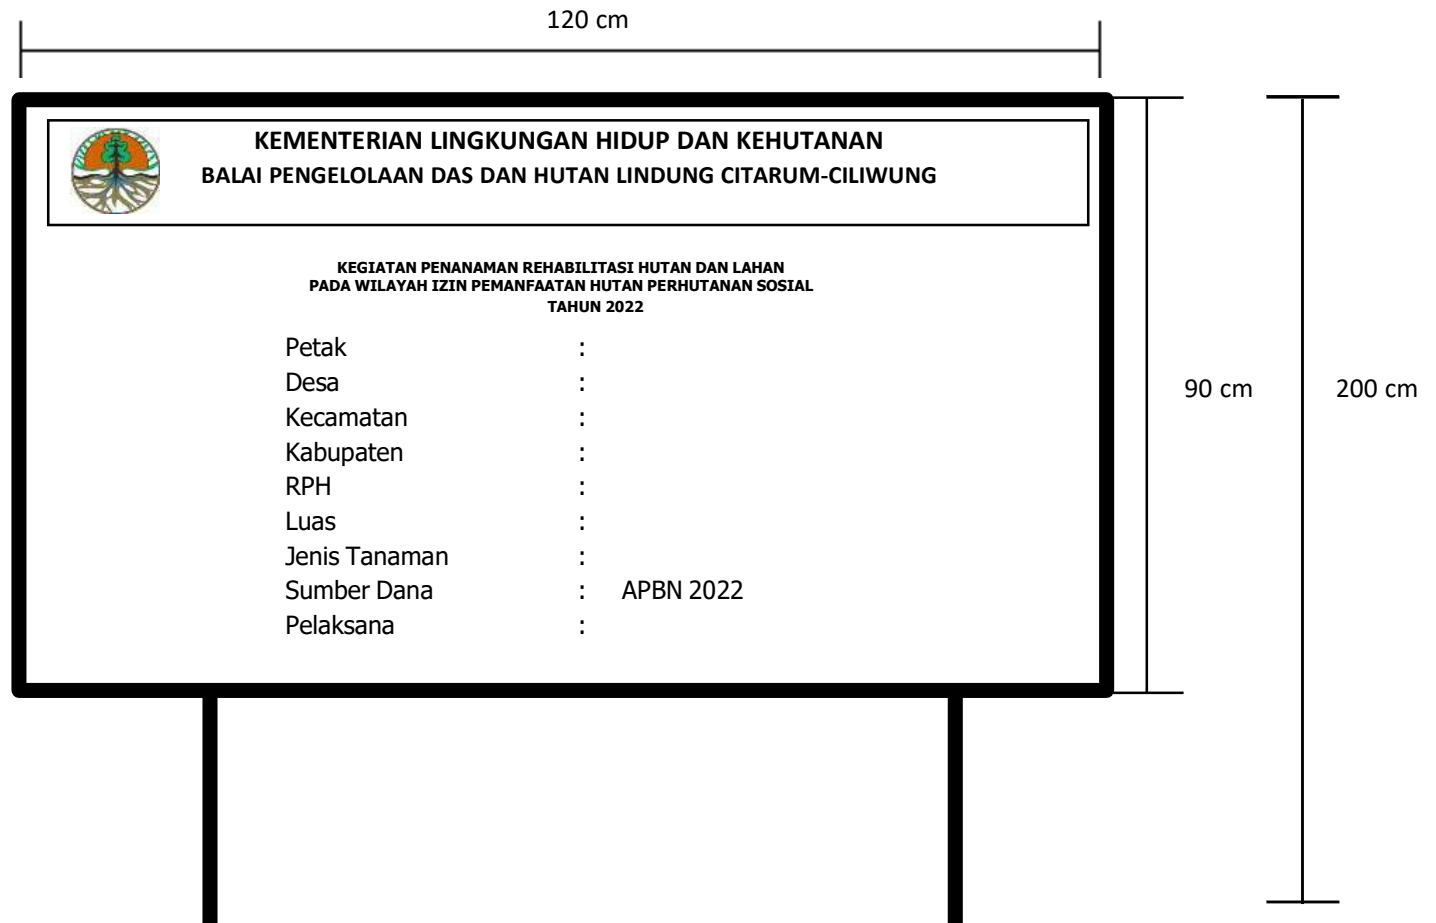 120 cm
KEMENTERIAN LINGKUNGAN HIDUP DAN KEHUTANAN
BALAI PENGELOLAAN DAS DAN HUTAN LINDUNG CITARUM-CILIWUNG
KEGIATAN PENANAMAN REHABILITASI HUTAN DAN LAHAN
PADA WILAYAH IZIN PEMANFAATAN HUTAN PERHUTANAN SOSIAL
TAHUN 2022
Petak :
Desa :
Kecamatan :
Kabupaten :
RPH :
Luas :
Jenis Tanaman :
Sumber Dana : APBN 2022
Pelaksana :
90 cm
200 cm